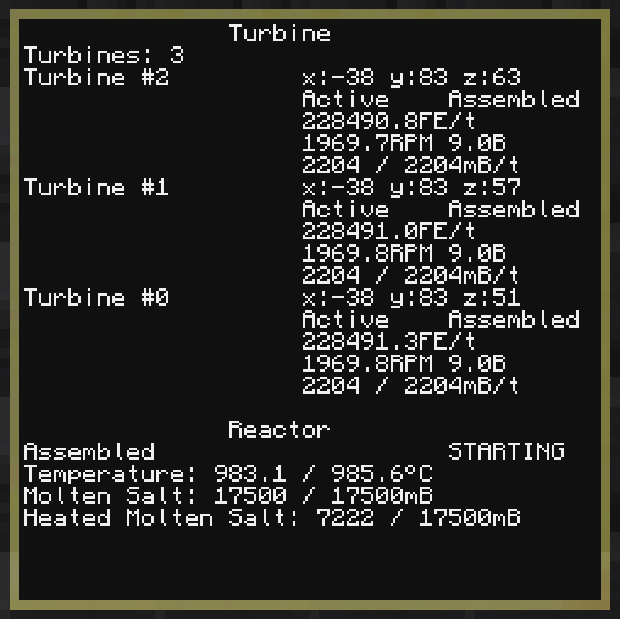 Turbine
Turbines: 3
Turbine #2 x:-38 y:83 z:63
Active Assembled
228490.8FE/t
1969.7RPM 9.0B
2204 / 2204mB/t
Turbine #1 x:-38 y:83 z:57
Active Assembled
228491.0FE/t
1969.8RPM 9.0B
2204 / 2204mB/t
Turbine #0 x:-38 y:83 z:51
Active Assembled
228491.3FE/t
1969.8RPM 9.0B
2204 / 2204mB/t
Reactor
Assembled STARTING
Temperature: 983.1 / 985.6°C
Molten Salt: 17500 / 17500mB
Heated Molten Salt: 7222 / 17500mB